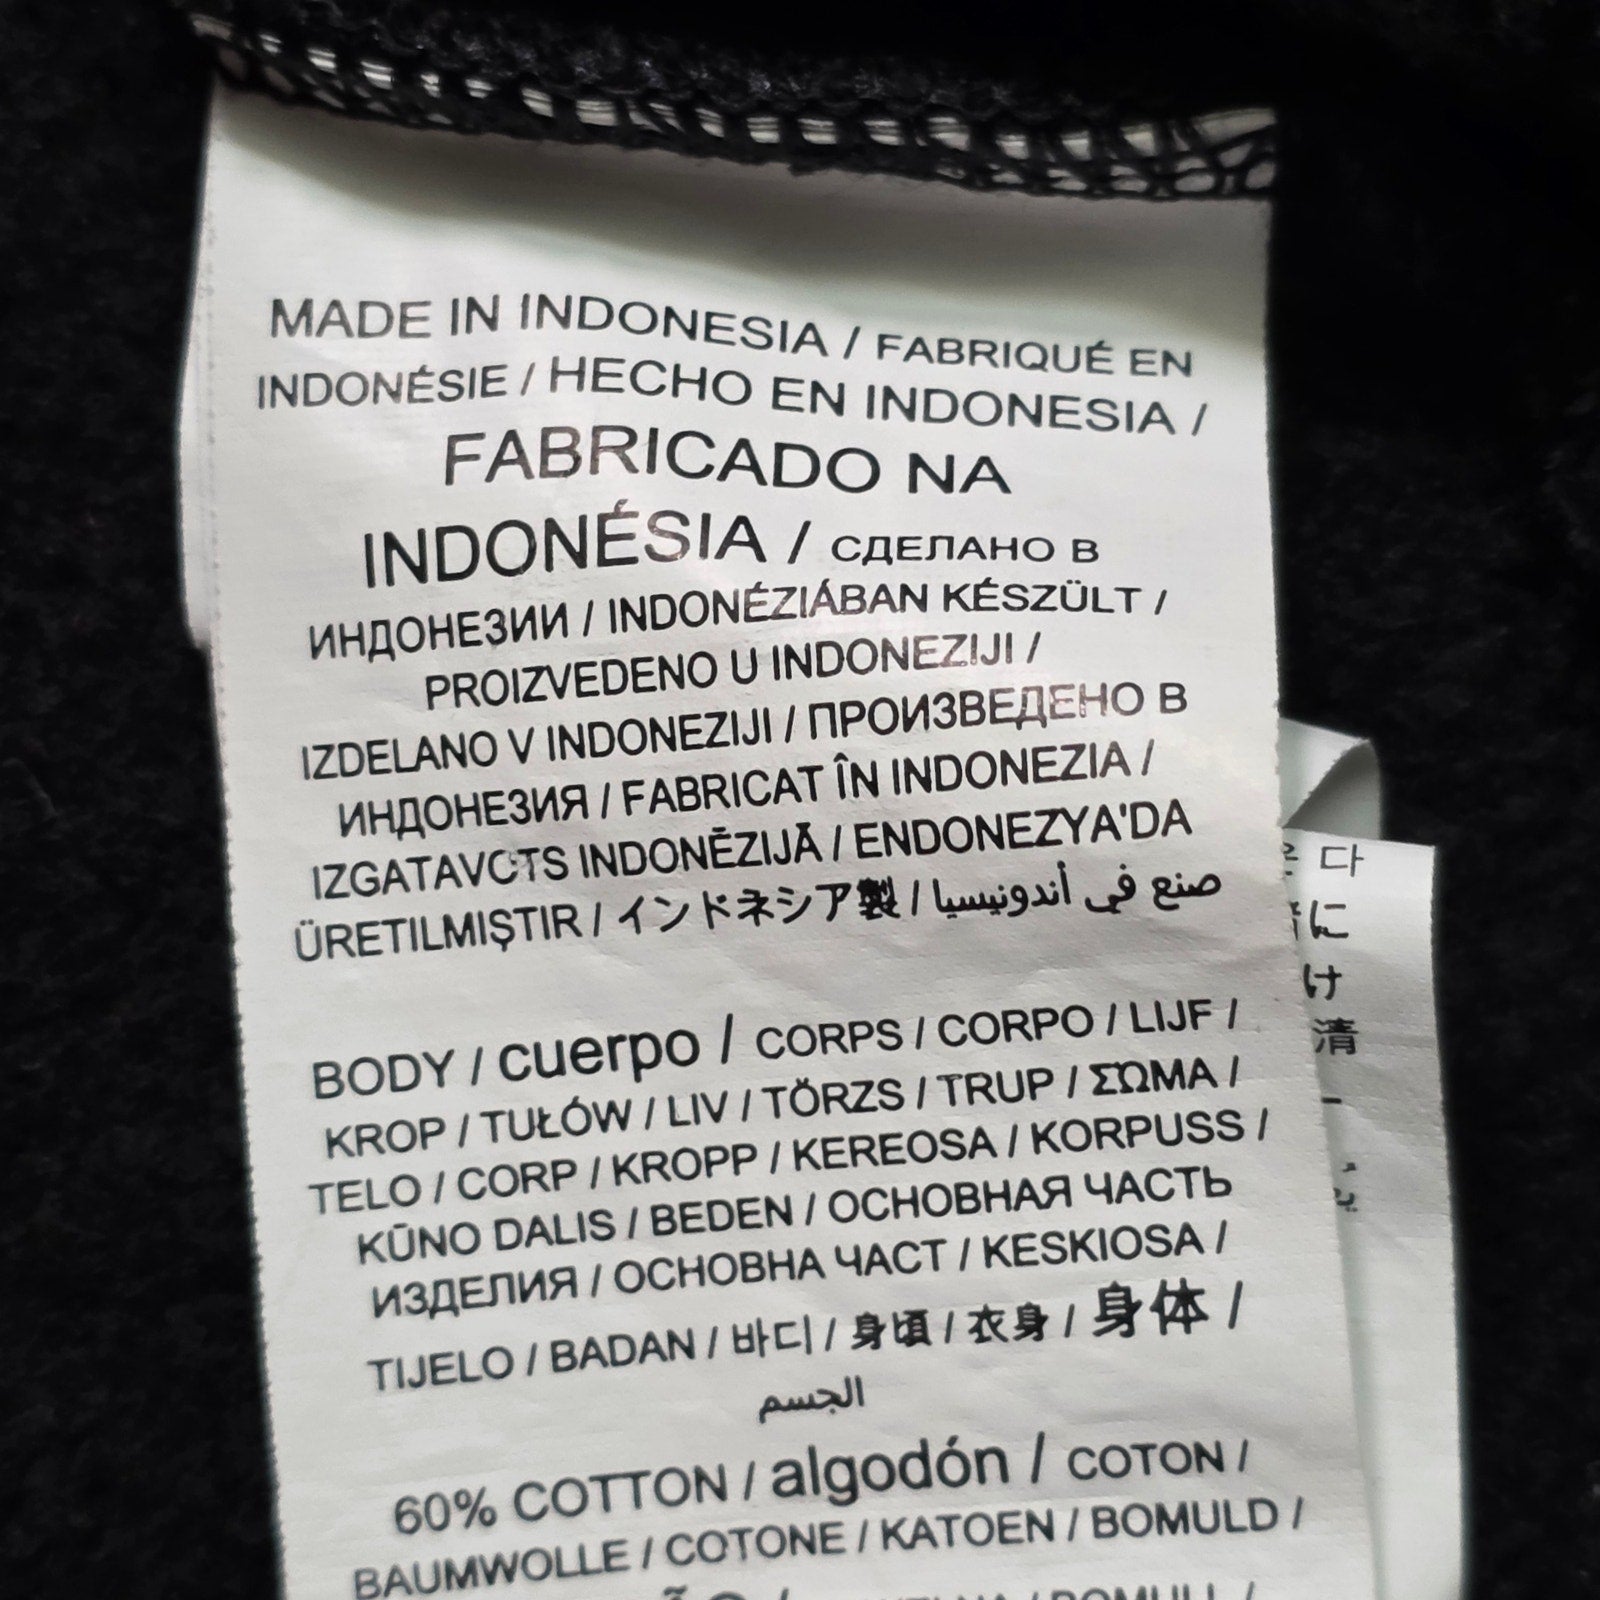 MADE IN INDONESIA / FABRIQUÉ EN
INDONÉSIE / HECHO EN INDONESIA /
FABRICADO NA
INDONÉSIA / СДЕЛАНО В
ИНДОНЕЗИИ / INDONÉZIÁBAN KÉSZÜLT /
PROIZVEDENO U INDONEZIJI /
IZDELANO V INDONEZIJI / ПРОИЗВЕДЕНО В
ИНДОНЕЗИЯ / FABRICAT ÎN INDONEZIA /
IZGATAVOTS INDONĒZIJĀ / ENDONEZYA'DA
ÜRETILMIŞTIR / インドネシア製 / صنع في أندونيسيا
BODY / cuerpo / CORPS / CORPO / LIJF /
KROP / TUŁÓW / LIV / TÖRZS / TRUP / ΣΩΜΑ /
TELO / CORP / KROPP / KEREOSA / KORPUSS /
KŪNO DALIS / BEDEN / ОСНОВНАЯ ЧАСТЬ
ИЗДЕЛИЯ / ОСНОВНА ЧАСТ / KESKIOSA /
TIJELO / BADAN / 바디 / 身頃 / 衣身 / 身体 /
الجسم
60% COTTON / algodón / COTON /
BAUMWOLLE / COTONE / KATOEN / BOMULD /
다
に
け
清